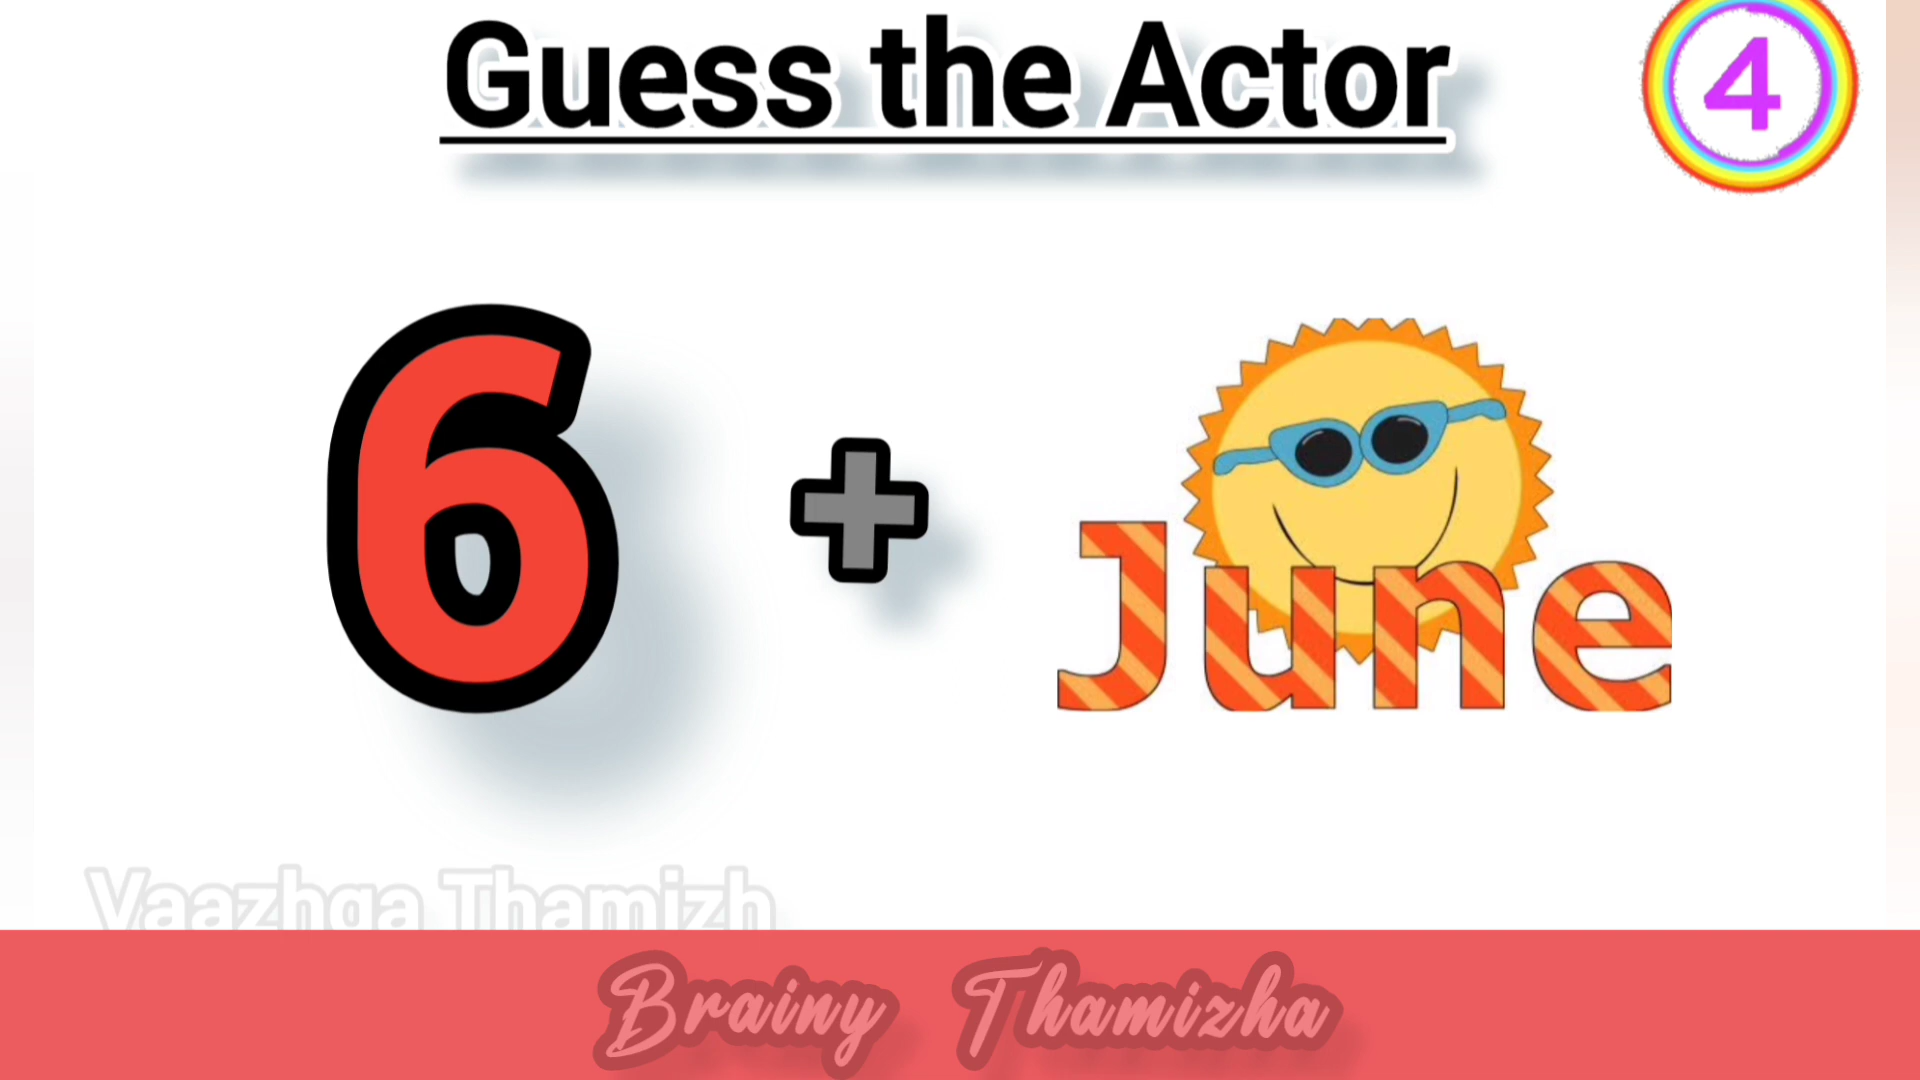 Guess the Actor
4
6 + June
Vaazhga Thamizh
Brainy Thamizha